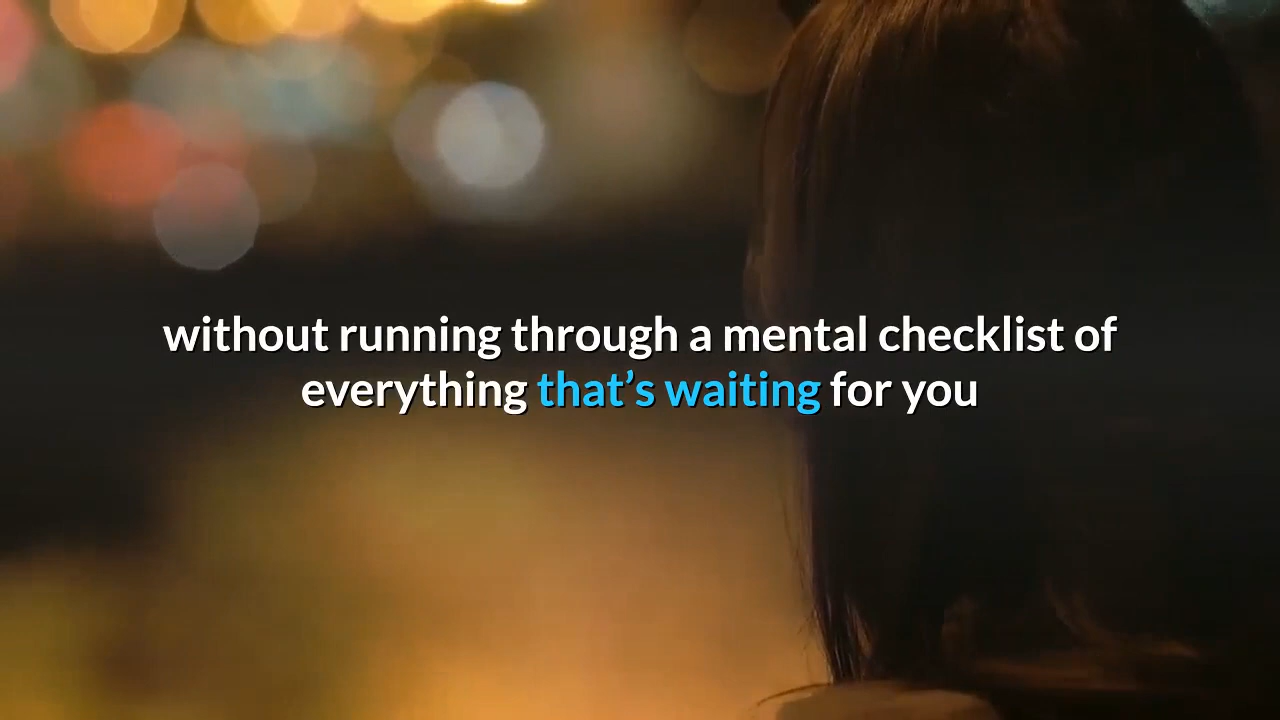 without running through a mental checklist of
everything that’s waiting for you